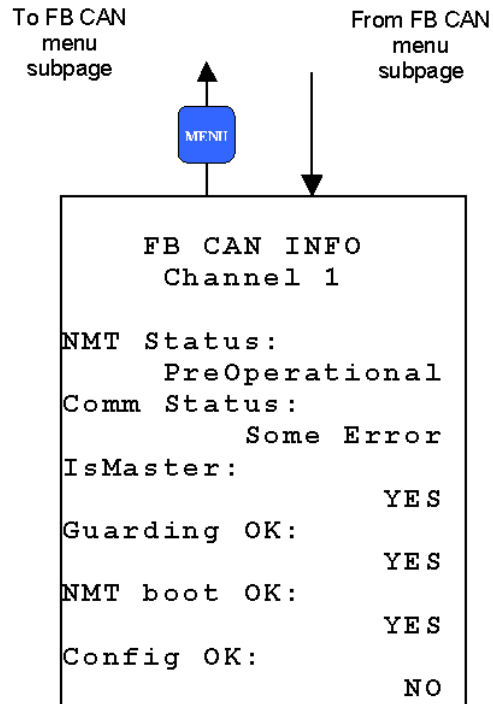 To FB CAN
menu
subpage
From FB CAN
menu
subpage
MENU
FB CAN INFO
Channel 1
NMT Status:
PreOperational
Comm Status:
Some Error
IsMaster:
YES
Guarding OK:
YES
NMT boot OK:
YES
Config OK:
NO